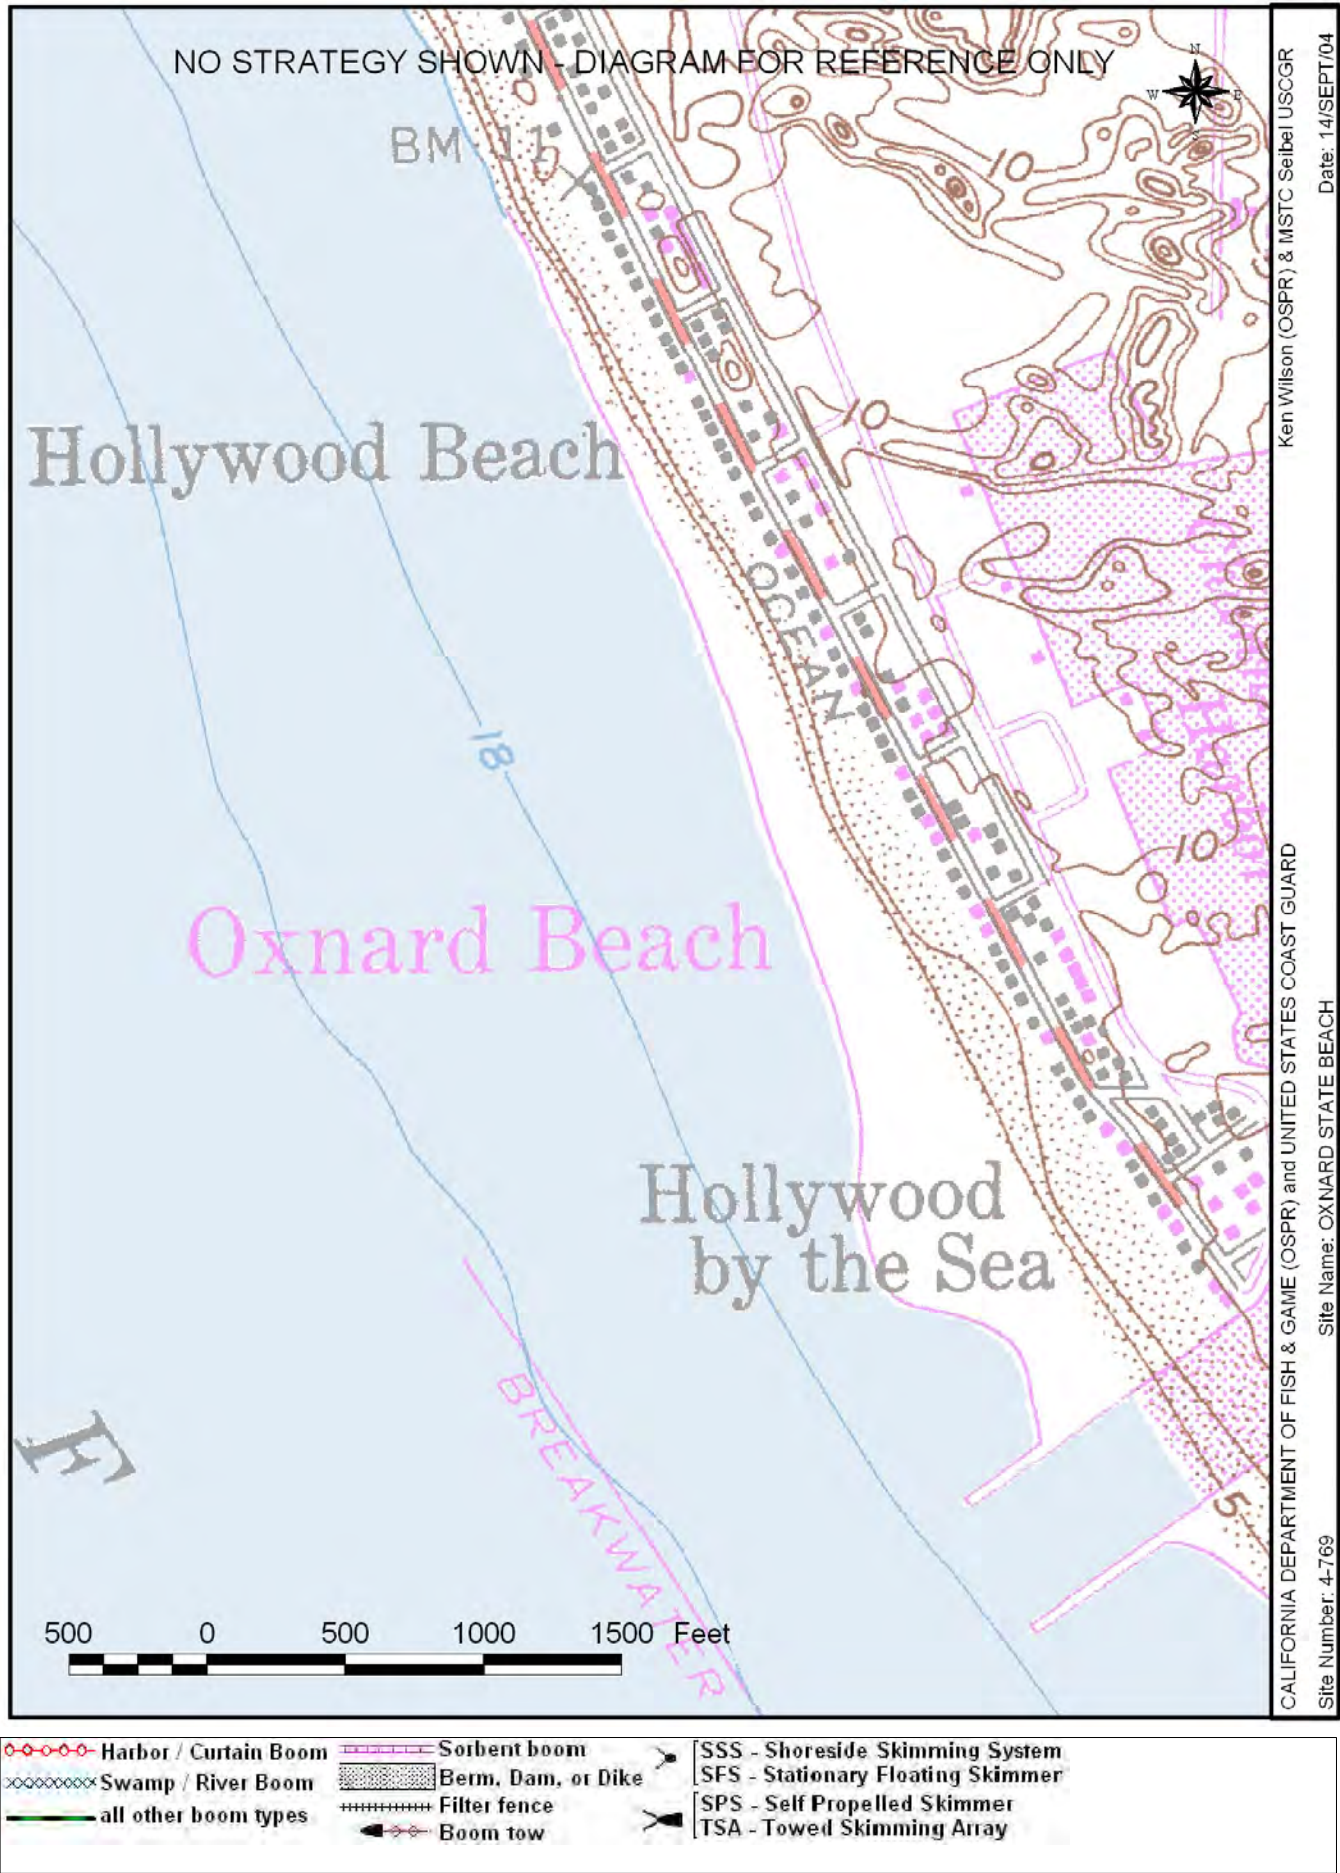 NO STRATEGY SHOWN - DIAGRAM FOR REFERENCE ONLY
N
W E
S
BM 11
10
Hollywood Beach
10
OCEAN
18
10
Oxnard Beach
Hollywood
by the Sea
BREAKWATER
F
5
500 0 500 1000 1500 Feet
CALIFORNIA DEPARTMENT OF FISH & GAME (OSPR) and UNITED STATES COAST GUARD
Ken Wilson (OSPR) & MSTC Seibel USCGR
Site Number: 4-769
Site Name: OXNARD STATE BEACH
Date: 14/SEPT/04
Harbor / Curtain Boom
Swamp / River Boom
all other boom types
Sorbent boom
Berm, Dam, or Dike
Filter fence
Boom tow
SSS - Shoreside Skimming System
SFS - Stationary Floating Skimmer
SPS - Self Propelled Skimmer
TSA - Towed Skimming Array